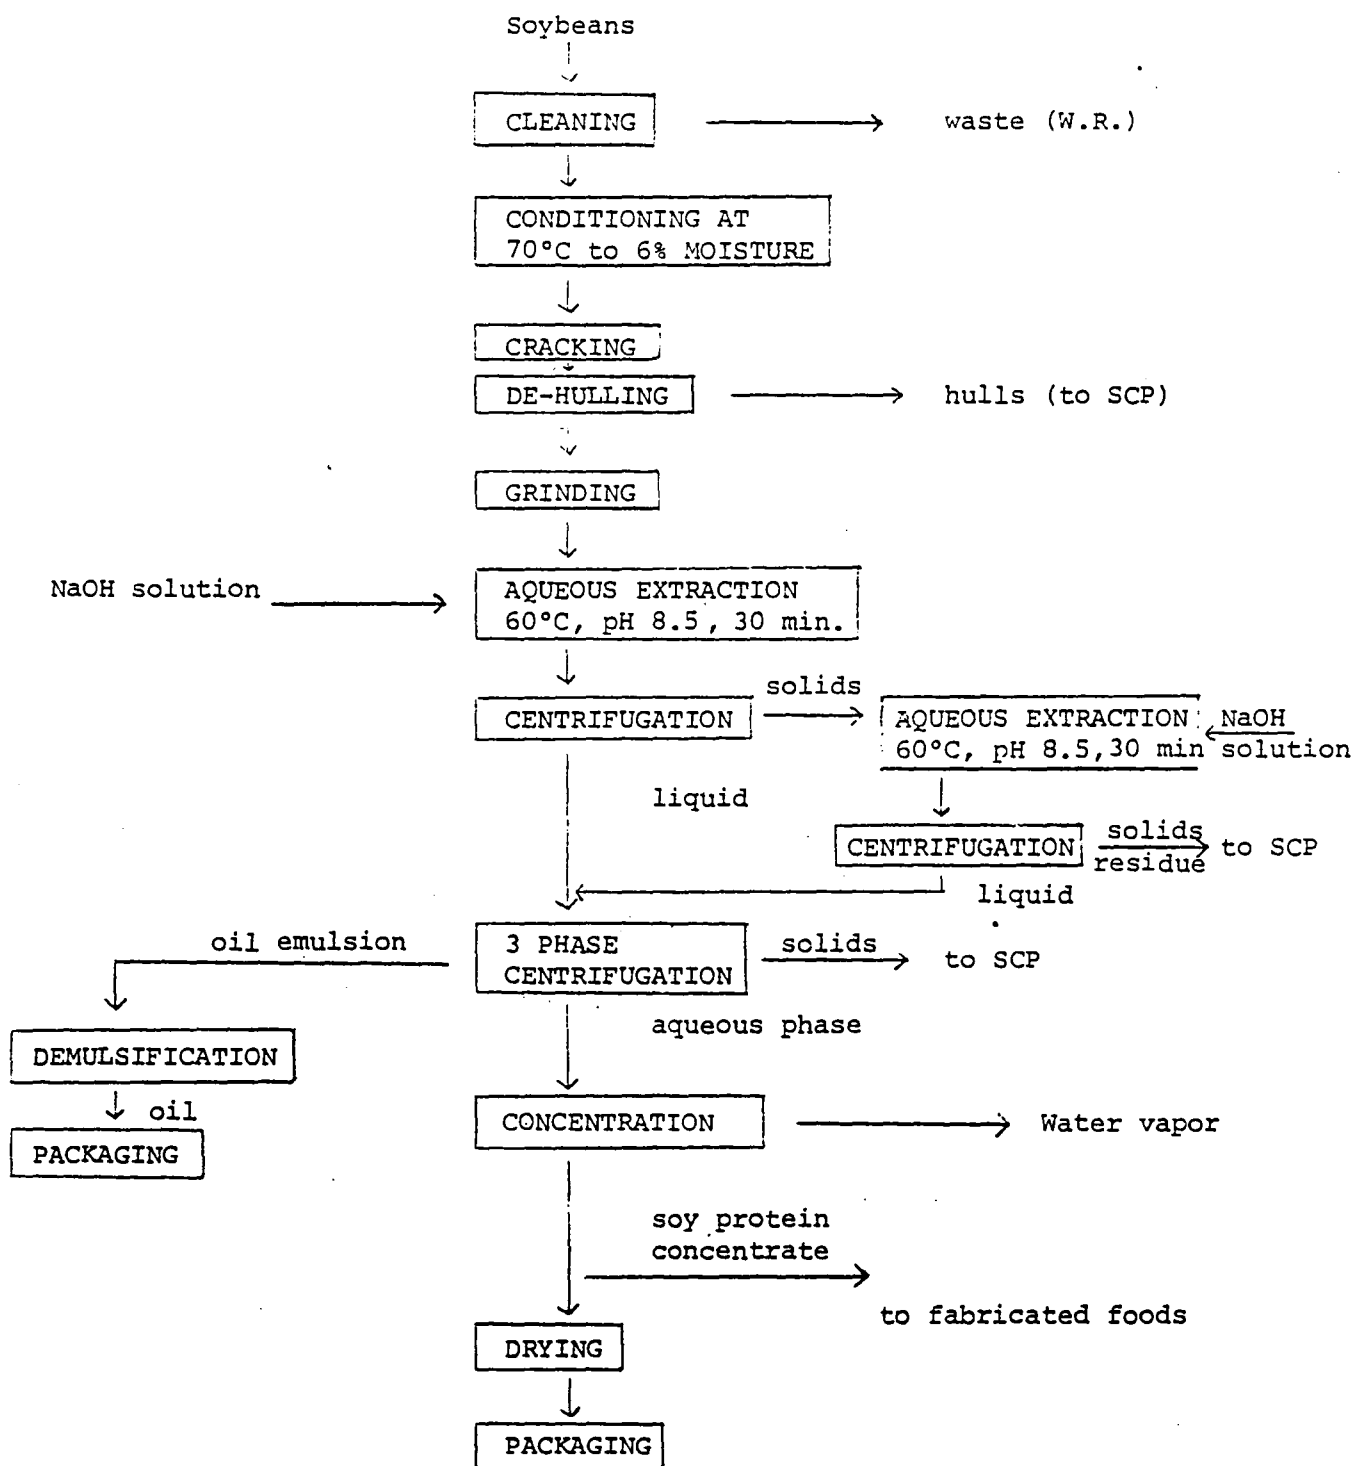 Soybeans
CLEANING
waste (W.R.)
CONDITIONING AT
70°C to 6% MOISTURE
CRACKING
DE-HULLING
hulls (to SCP)
GRINDING
NaOH solution
AQUEOUS EXTRACTION
60°C, pH 8.5, 30 min.
CENTRIFUGATION
solids
AQUEOUS EXTRACTION
60°C, pH 8.5,30 min
NaOH
solution
liquid
CENTRIFUGATION
solids
residue
to SCP
liquid
oil emulsion
3 PHASE
CENTRIFUGATION
solids
to SCP
aqueous phase
DEMULSIFICATION
oil
PACKAGING
CONCENTRATION
Water vapor
soy protein
concentrate
to fabricated foods
DRYING
PACKAGING